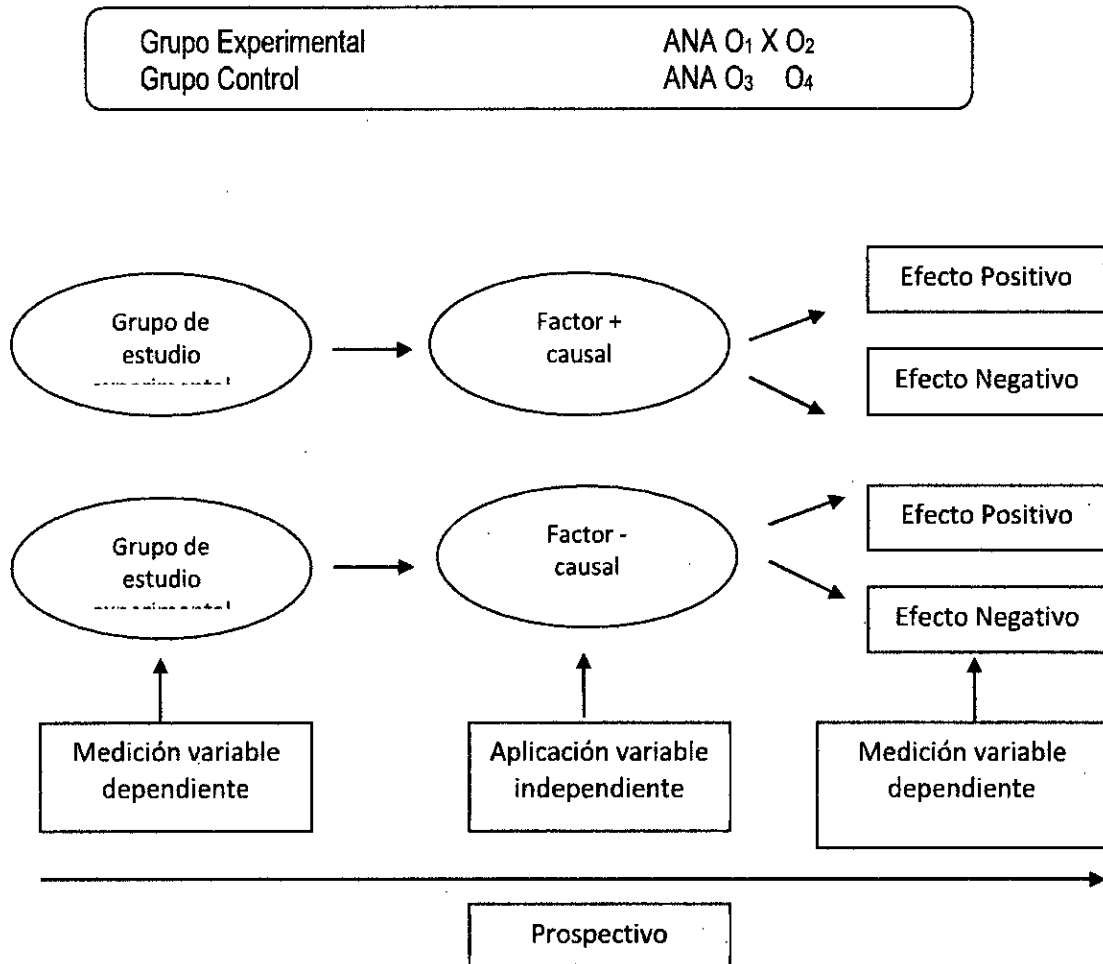 Grupo Experimental ANA O₁ X O₂
Grupo Control ANA O₃ O₄
Efecto Positivo
Grupo de
estudio
Factor +
causal
Efecto Negativo
Efecto Positivo
Grupo de
estudio
Factor -
causal
Efecto Negativo
Medición variable
dependiente
Aplicación variable
independiente
Medición variable
dependiente
Prospectivo